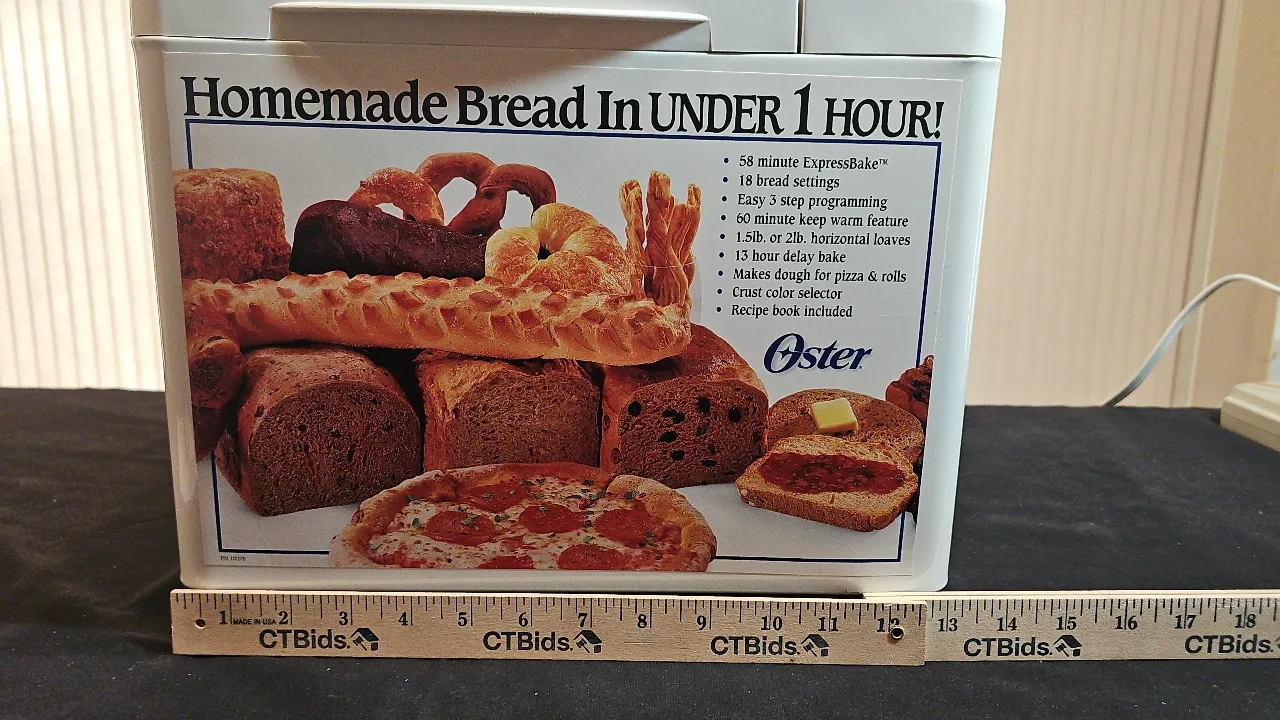 Homemade Bread In UNDER 1 HOUR!
• 58 minute ExpressBake™
• 18 bread settings
• Easy 3 step programming
• 60 minute keep warm feature
• 1.5lb. or 2lb. horizontal loaves
• 13 hour delay bake
• Makes dough for pizza & rolls
• Crust color selector
• Recipe book included
Oster
1 MADE IN USA 2 3 4 5 6 7 8 9 10 11 12 13 14 15 16 17 18
CTBids. CTBids. CTBids. CTBids. CTBids.